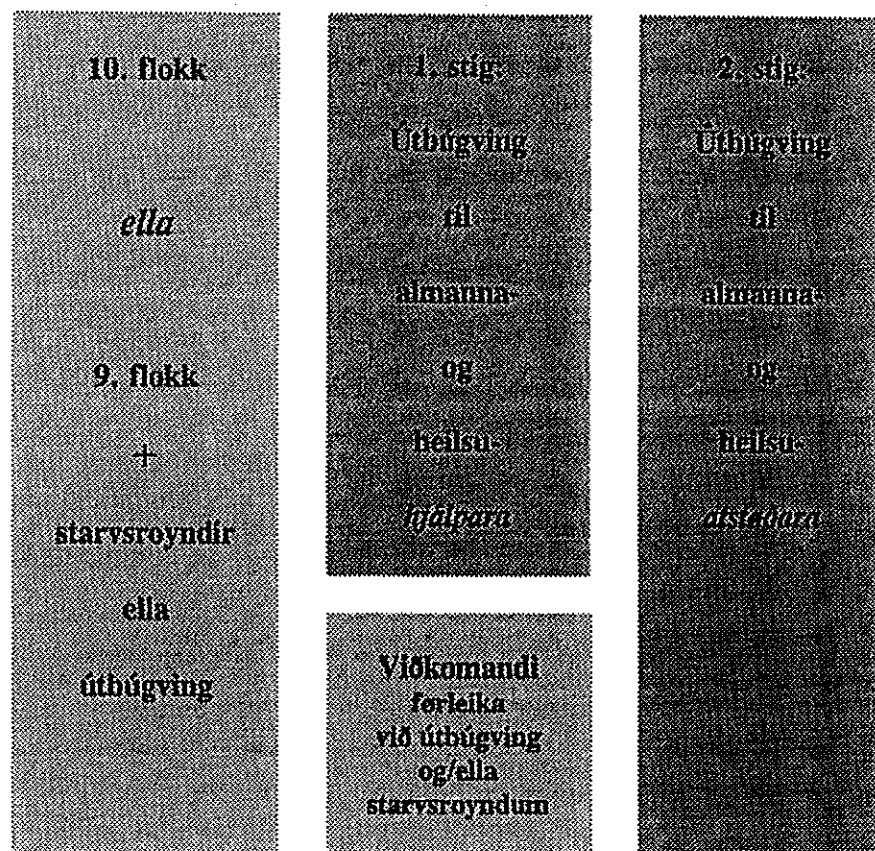 10. flokk
ella
9. flokk
+
starvsroyndir
ella
útbúgving
1. stig:
Útbúgving
til
almanna-
og
heilsu-
hjálpara
Viðkomandi
førleika
við útbúgving
og/ella
starvsroyndum
2. stig:
Útbúgving
til
almanna-
og
heilsu-
atstøðara